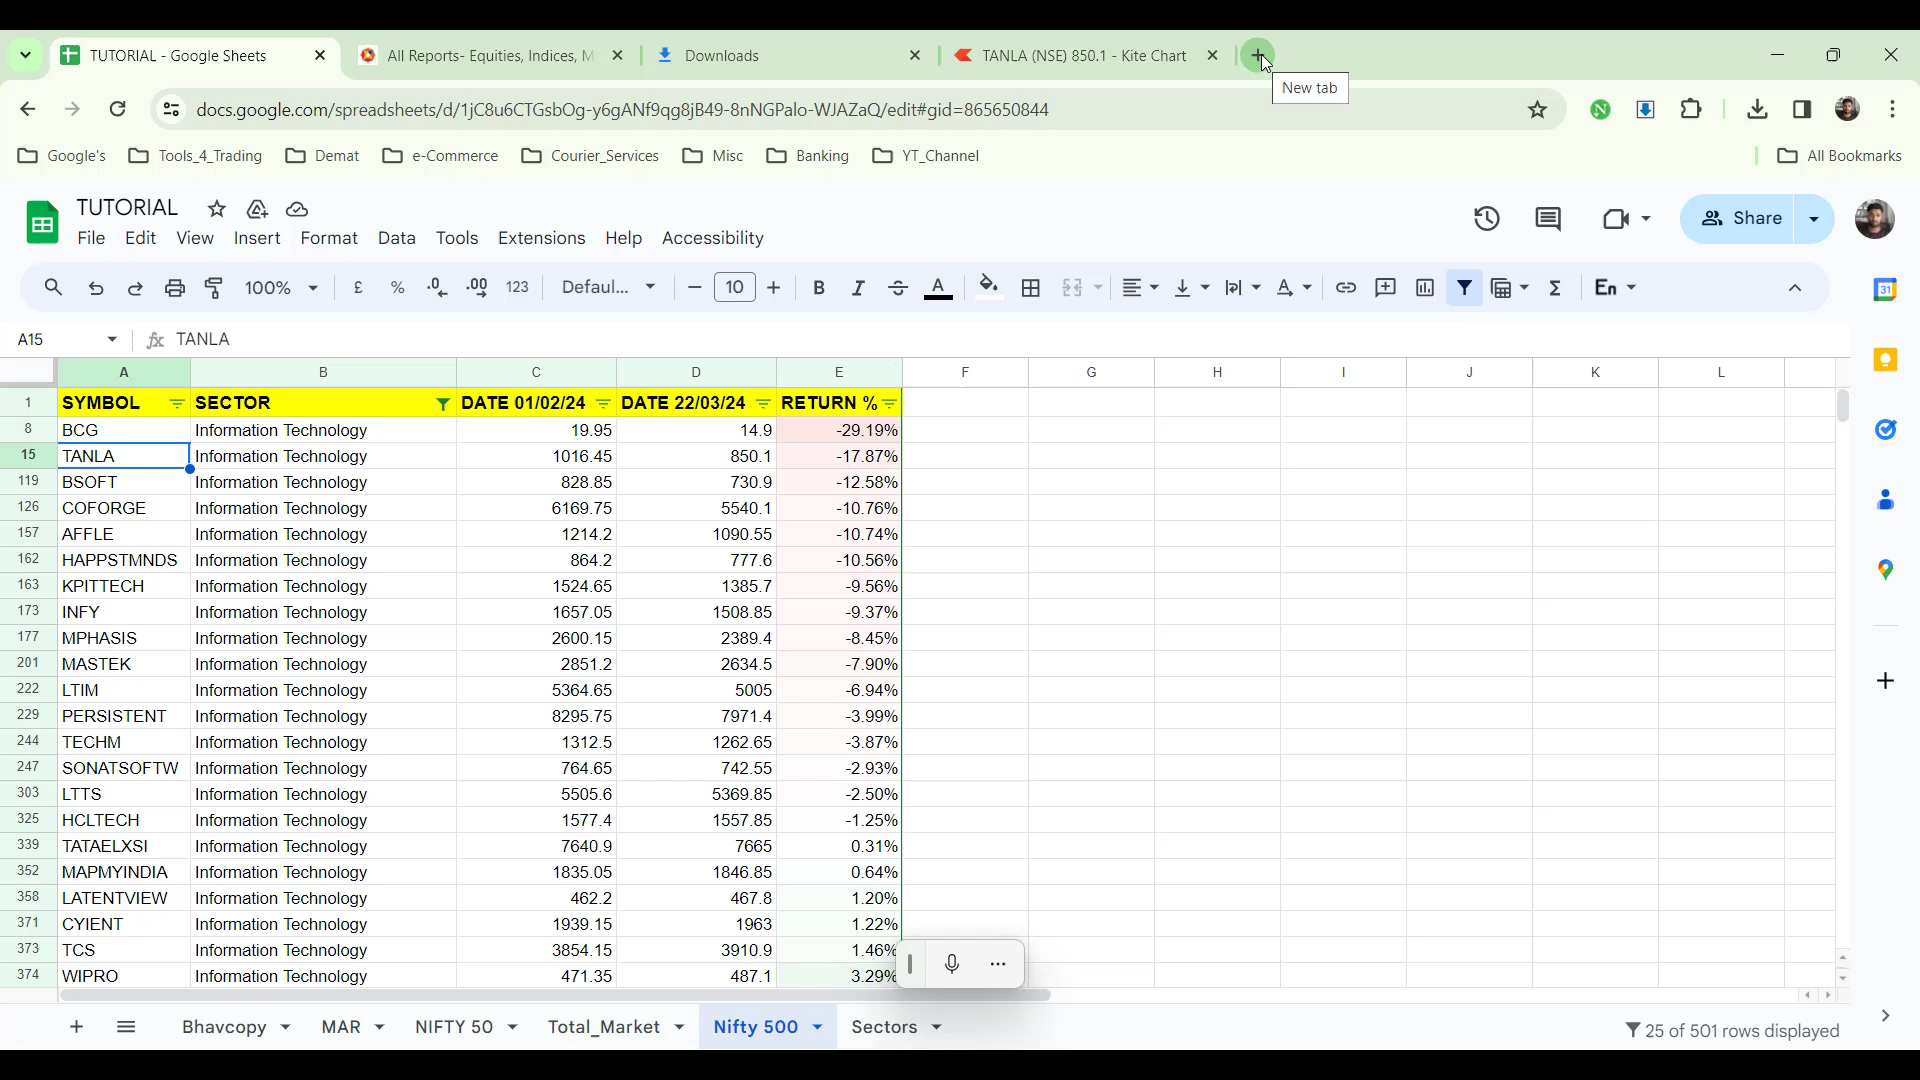 TUTORIAL - Google Sheets
All Reports- Equities, Indices, M
Downloads
TANLA (NSE) 850.1 - Kite Chart
New tab
docs.google.com/spreadsheets/d/1jC8u6CTGsbOg-y6gANf9qg8jB49-8nNGPalo-WJAZaQ/edit#gid=865650844
Google's Tools_4_Trading Demat e-Commerce Courier_Services Misc Banking YT_Channel All Bookmarks
TUTORIAL
File Edit View Insert Format Data Tools Extensions Help Accessibility
Share
100% £ % .0 .00 123 Defaul... 10 B I A En
31
A15 fx TANLA
A B C D E F G H I J K L
1 SYMBOL SECTOR DATE 01/02/24 DATE 22/03/24 RETURN %
8 BCG Information Technology 19.95 14.9 -29.19%
15 TANLA Information Technology 1016.45 850.1 -17.87%
119 BSOFT Information Technology 828.85 730.9 -12.58%
126 COFORGE Information Technology 6169.75 5540.1 -10.76%
157 AFFLE Information Technology 1214.2 1090.55 -10.74%
162 HAPPSTMNDS Information Technology 864.2 777.6 -10.56%
163 KPITTECH Information Technology 1524.65 1385.7 -9.56%
173 INFY Information Technology 1657.05 1508.85 -9.37%
177 MPHASIS Information Technology 2600.15 2389.4 -8.45%
201 MASTEK Information Technology 2851.2 2634.5 -7.90%
222 LTIM Information Technology 5364.65 5005 -6.94%
229 PERSISTENT Information Technology 8295.75 7971.4 -3.99%
244 TECHM Information Technology 1312.5 1262.65 -3.87%
247 SONATSOFTW Information Technology 764.65 742.55 -2.93%
303 LTTS Information Technology 5505.6 5369.85 -2.50%
325 HCLTECH Information Technology 1577.4 1557.85 -1.25%
339 TATAELXSI Information Technology 7640.9 7665 0.31%
352 MAPMYINDIA Information Technology 1835.05 1846.85 0.64%
358 LATENTVIEW Information Technology 462.2 467.8 1.20%
371 CYIENT Information Technology 1939.15 1963 1.22%
373 TCS Information Technology 3854.15 3910.9 1.46%
374 WIPRO Information Technology 471.35 487.1 3.29%
Bhavcopy MAR NIFTY 50 Total_Market Nifty 500 Sectors 25 of 501 rows displayed